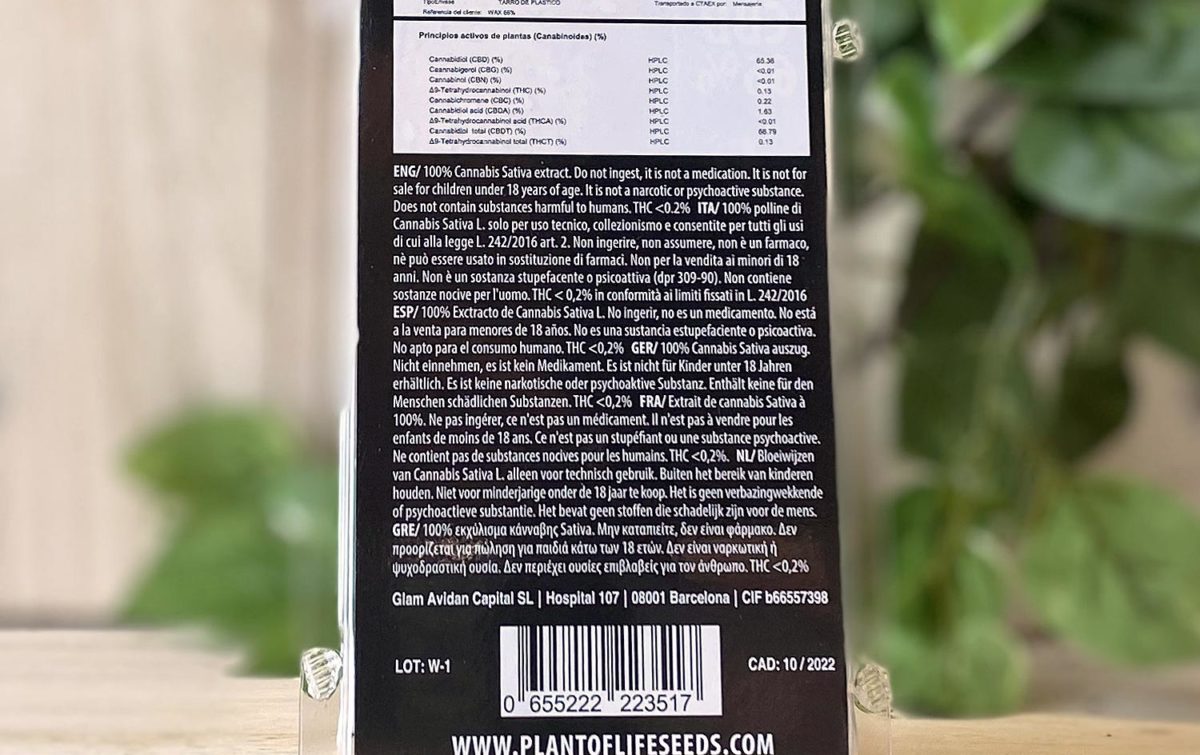 TipoEnvase TARRO DE PLASTICO Transportado a CTAEX por: Mensajería
Referencia del cliente: WAX 66%
Principios activos de plantas (Canabinoides) (%)
Cannabidiol (CBD) (%) HPLC 65.36
Ceannabigerol (CBG) (%) HPLC <0.01
Cannabinol (CBN) (%) HPLC <0.01
Δ9-Tetrahydrocannabinol (THC) (%) HPLC 0.13
Cannabichromene (CBC) (%) HPLC 0.22
Cannabidiol acid (CBDA) (%) HPLC 1.63
Δ9-Tetrahydrocannabinol acid (THCA) (%) HPLC <0.01
Cannabidiol total (CBDT) (%) HPLC 66.79
Δ9-Tetrahydrocannabinol total (THCT) (%) HPLC 0.13
ENG/ 100% Cannabis Sativa extract. Do not ingest, it is not a medication. It is not for
sale for children under 18 years of age. It is not a narcotic or psychoactive substance.
Does not contain substances harmful to humans. THC <0.2% ITA/ 100% polline di
Cannabis Sativa L. solo per uso tecnico, collezionismo e consentite per tutti gli usi
di cui alla legge L. 242/2016 art. 2. Non ingerire, non assumere, non è un farmaco,
nè può essere usato in sostituzione di farmaci. Non per la vendita ai minori di 18
anni. Non è un sostanza stupefacente o psicoattiva (dpr 309-90). Non contiene
sostanze nocive per l'uomo. THC < 0,2% in conformità ai limiti fissati in L. 242/2016
ESP/ 100% Exctracto de Cannabis Sativa L. No ingerir, no es un medicamento. No está
a la venta para menores de 18 años. No es una sustancia estupefaciente o psicoactiva.
No apto para el consumo humano. THC <0,2% GER/ 100% Cannabis Sativa auszug.
Nicht einnehmen, es ist kein Medikament. Es ist nicht für Kinder unter 18 Jahren
erhältlich. Es ist keine narkotische oder psychoaktive Substanz. Enthält keine für den
Menschen schädlichen Substanzen. THC <0,2% FRA/ Extrait de cannabis Sativa à
100%. Ne pas ingérer, ce n'est pas un médicament. Il n'est pas à vendre pour les
enfants de moins de 18 ans. Ce n'est pas un stupéfiant ou une substance psychoactive.
Ne contient pas de substances nocives pour les humains. THC <0,2%. NL/ Bloeiwijzen
van Cannabis Sativa L. alleen voor technisch gebruik. Buiten het bereik van kinderen
houden. Niet voor minderjarige onder de 18 jaar te koop. Het is geen verbazingwekkende
of psychoactieve substantie. Het bevat geen stoffen die schadelijk zijn voor de mens.
GRE/ 100% εκχύλισμα κάνναβης Sativa. Μην καταπιείτε, δεν είναι φάρμακο. Δεν
προορίζεται για πώληση για παιδιά κάτω των 18 ετών. Δεν είναι ναρκωτική ή
ψυχοδραστική ουσία. Δεν περιέχει ουσίες επιβλαβείς για τον άνθρωπο. THC <0,2%
Glam Avidan Capital SL | Hospital 107 | 08001 Barcelona | CIF b66557398
LOT: W-1 CAD: 10 / 2022
0 655222 223517
WWW.PLANTOFLIFESEEDS.COM